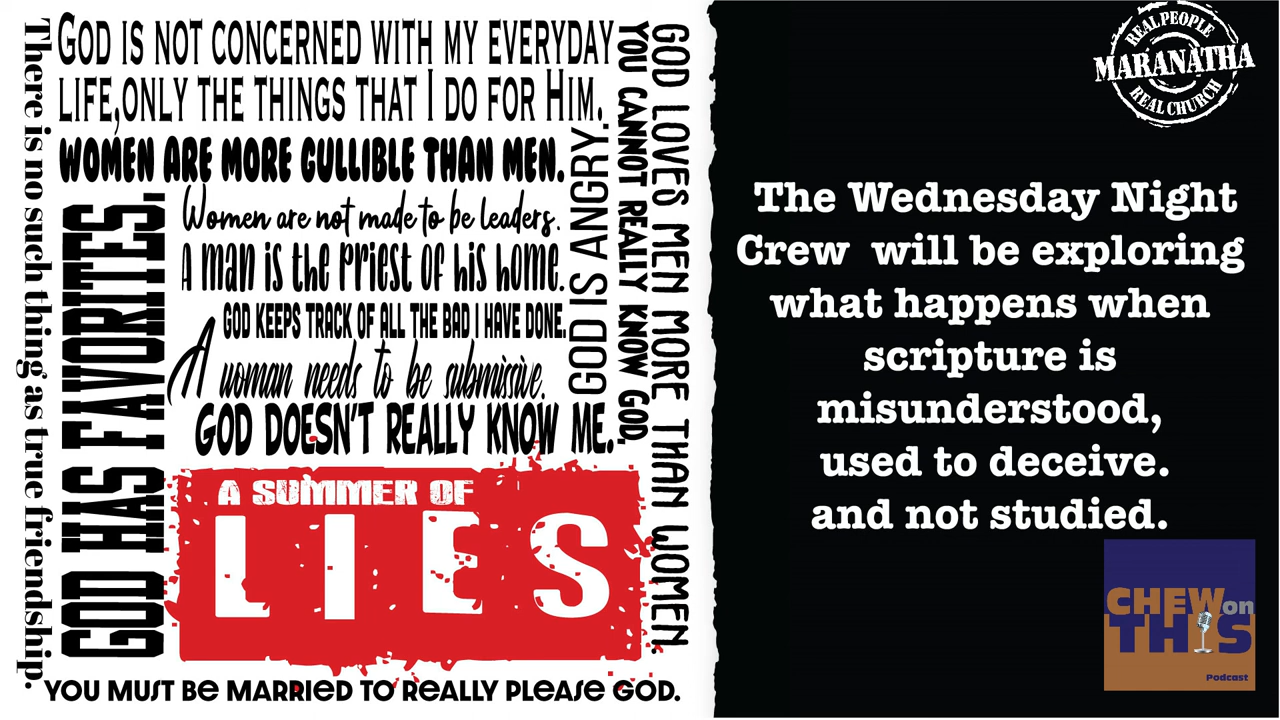 There is no such thing as true friendship.
GOD IS NOT CONCERNED WITH MY EVERYDAY
LIFE,ONLY THE THINGS THAT I DO FOR HIM.
WOMEN ARE MORE GULLIBLE THAN MEN.
GOD HAS FAVORITES.
Women are not made to be leaders.
A man is the Priest of his home.
GOD KEEPS TRACK OF ALL THE BAD I HAVE DONE.
A woman needs to be submissive.
GOD DOESN'T REALLY KNOW ME.
GOD IS ANGRY.
YOU CANNOT REALLY KNOW GOD.
GOD LOVES MEN MORE THAN WOMEN.
A SUMMER OF
LIES
YOU MUST BE MARRIED TO REALLY PLEASE GOD.
REAL PEOPLE
MARANATHA
REAL CHURCH
The Wednesday Night
Crew will be exploring
what happens when
scripture is
misunderstood,
used to deceive.
and not studied.
CHEW on
THIS
Podcast